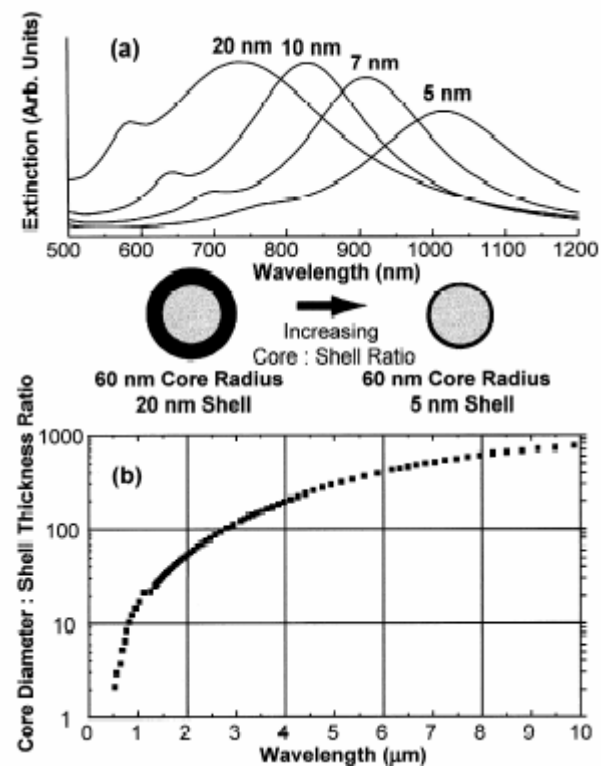 (a)
20 nm
10 nm
7 nm
5 nm
Extinction (Arb. Units)
500 600 700 800 900 1000 1100 1200
Wavelength (nm)
Increasing
Core : Shell Ratio
60 nm Core Radius
20 nm Shell
60 nm Core Radius
5 nm Shell
(b)
Core Diameter : Shell Thickness Ratio
1000
100
10
1
0 1 2 3 4 5 6 7 8 9 10
Wavelength (μm)